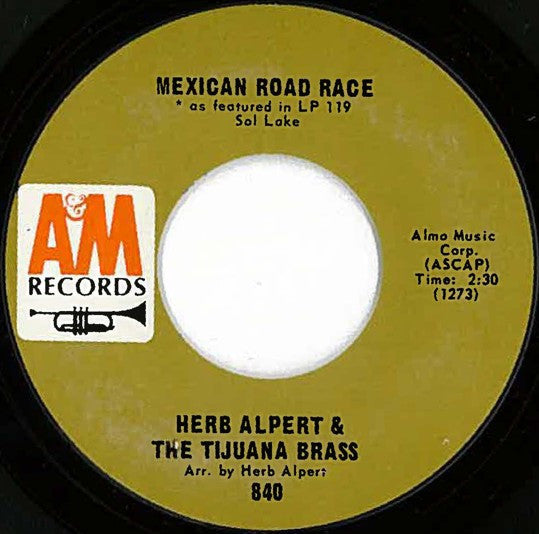 MEXICAN ROAD RACE
* as featured in LP 119
Sol Lake
A&M
RECORDS
Almo Music
Corp.
(ASCAP)
Time: 2:30
(1273)
HERB ALPERT &
THE TIJUANA BRASS
Arr. by Herb Alpert
840